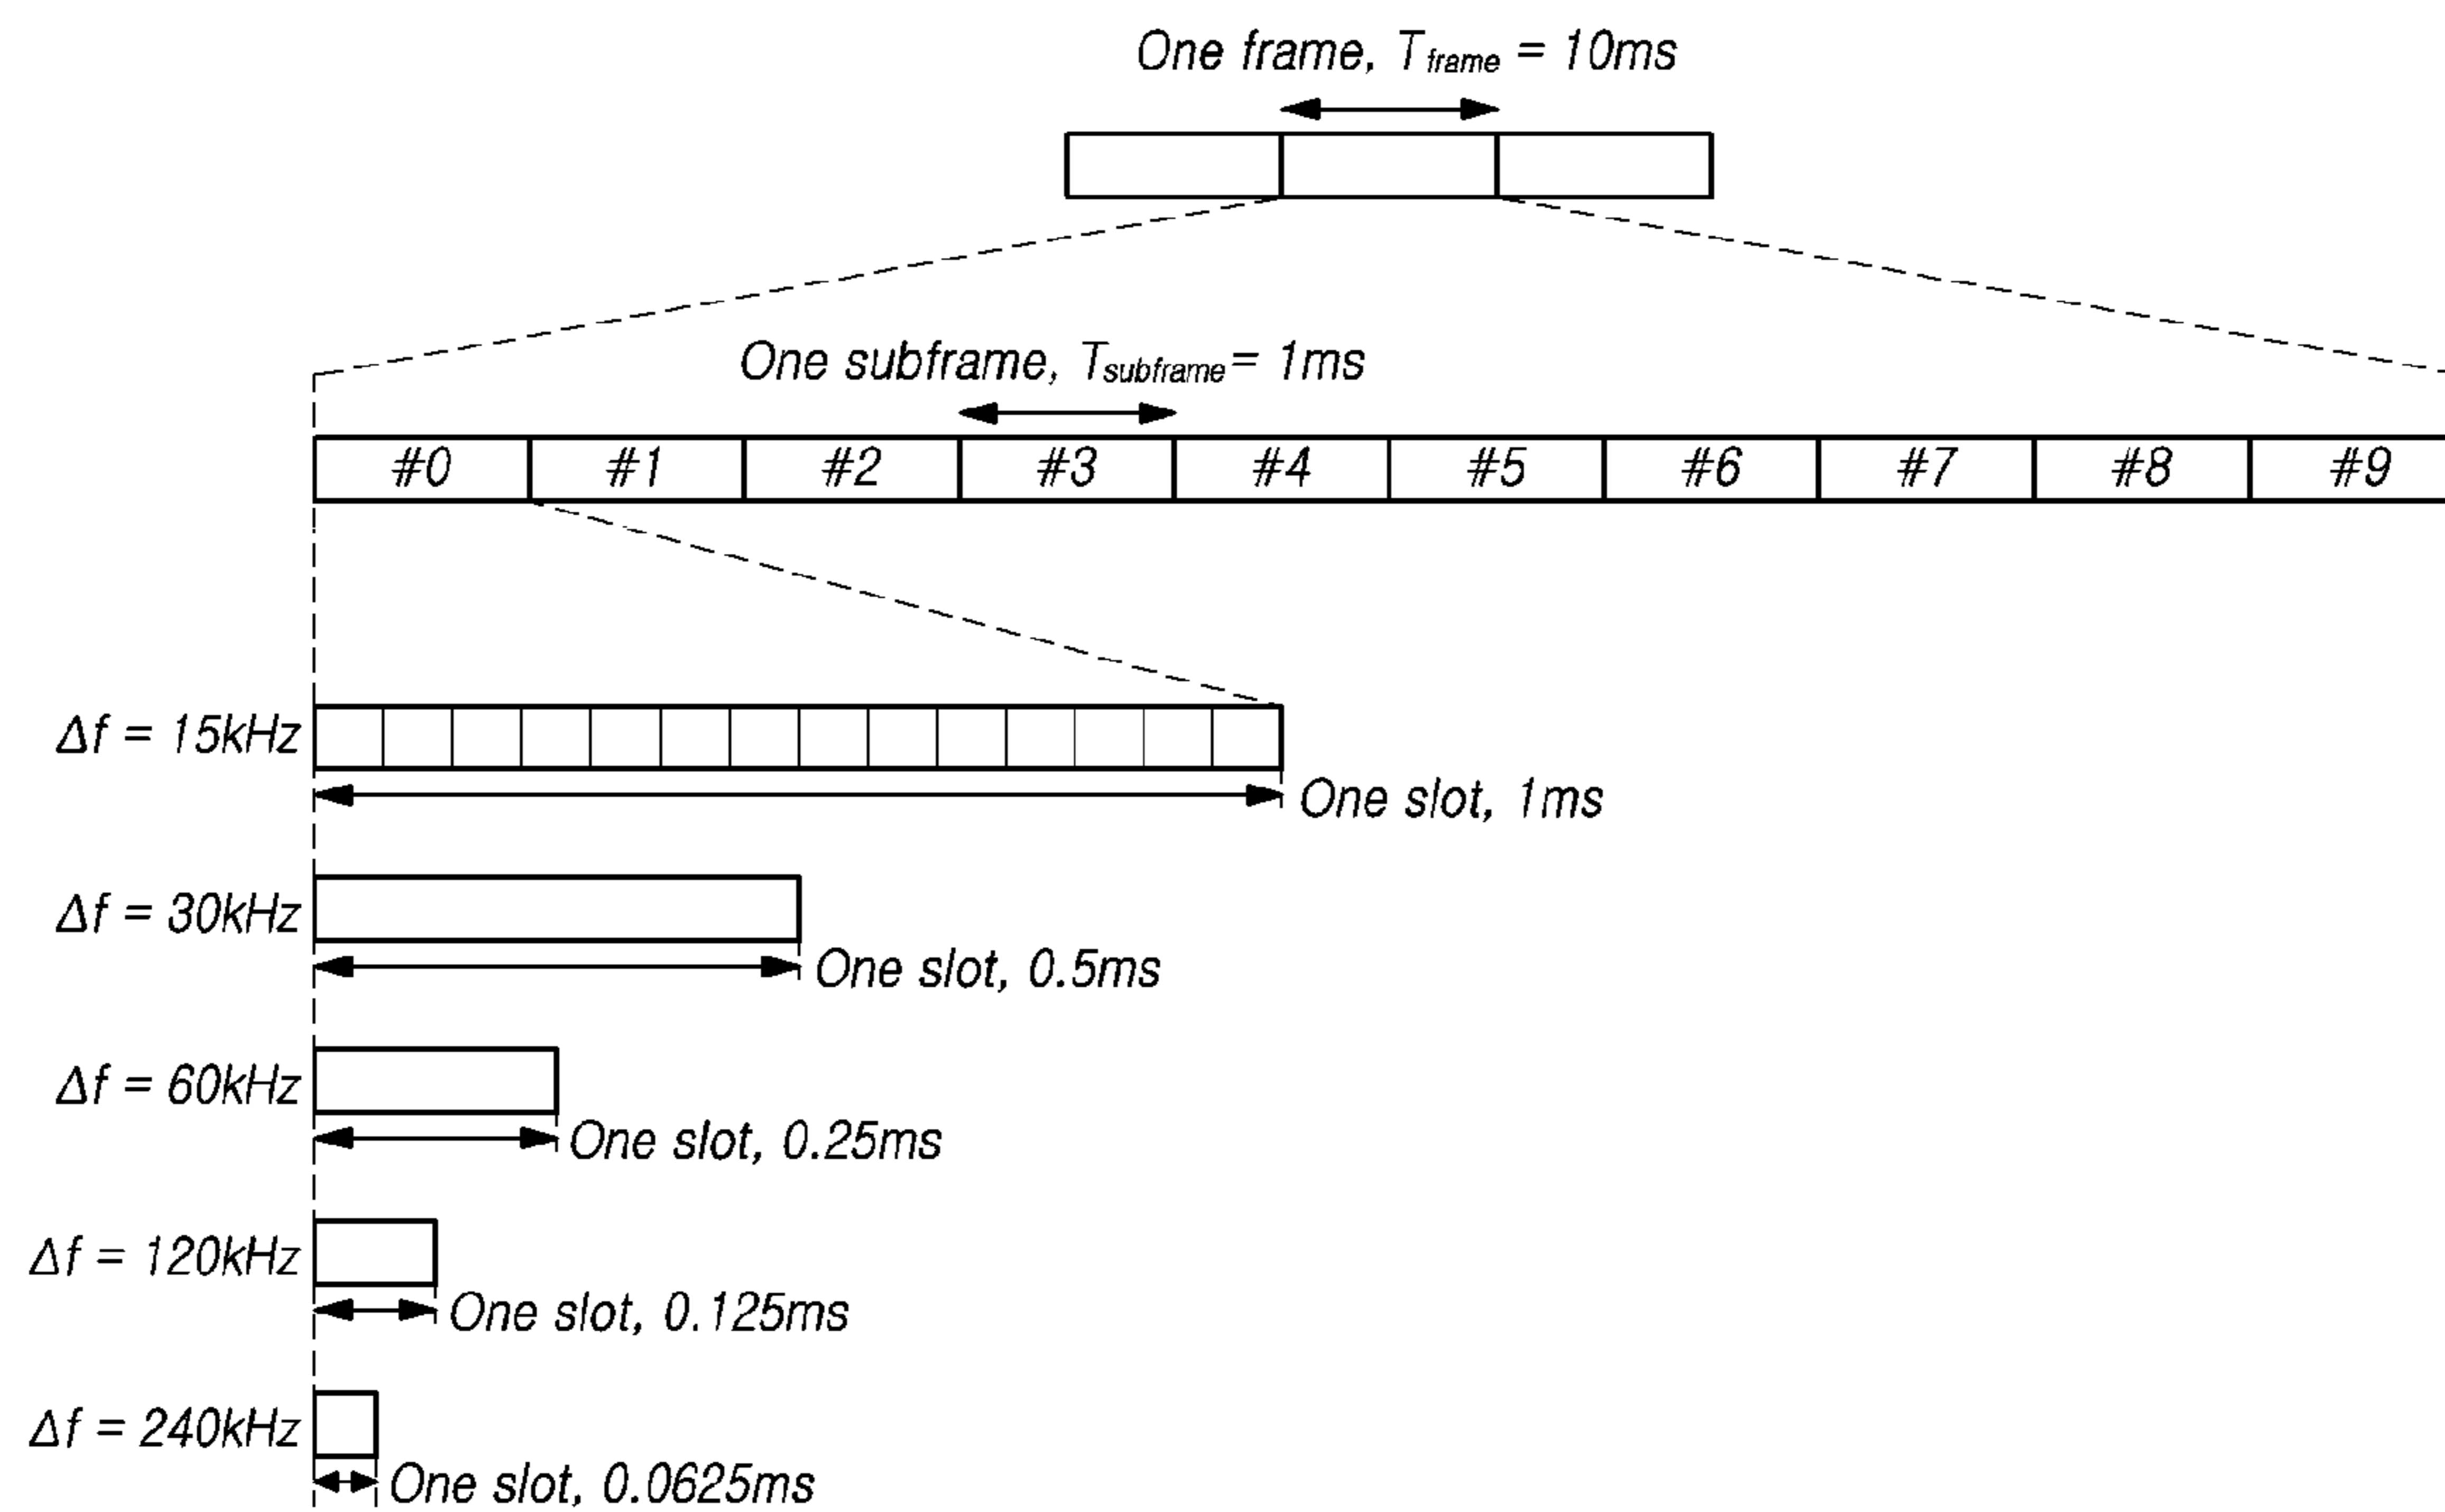 One frame, Tframe = 10ms
One subframe, Tsubframe = 1ms
#0 #1 #2 #3 #4 #5 #6 #7 #8 #9
Δf = 15kHz
One slot, 1ms
Δf = 30kHz
One slot, 0.5ms
Δf = 60kHz
One slot, 0.25ms
Δf = 120kHz
One slot, 0.125ms
Δf = 240kHz
One slot, 0.0625ms